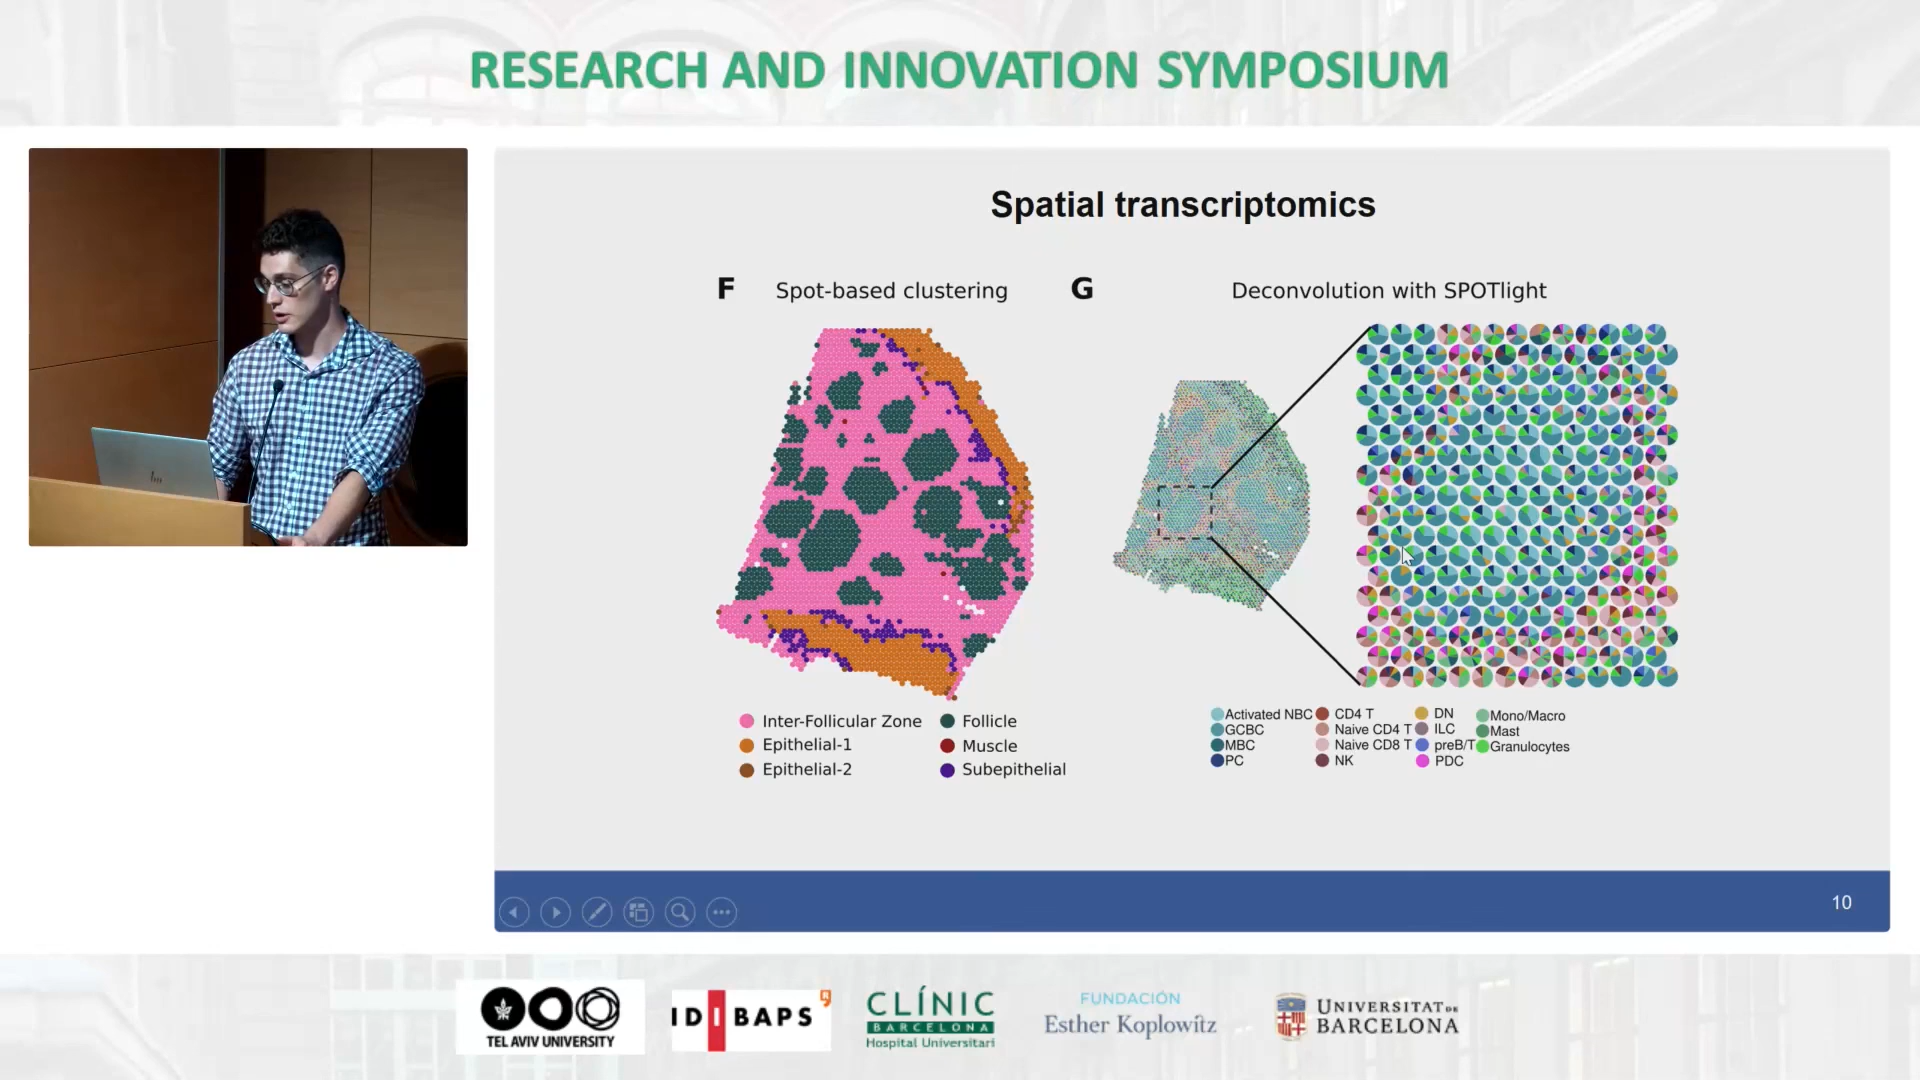 RESEARCH AND INNOVATION SYMPOSIUM
Spatial transcriptomics
F Spot-based clustering
G Deconvolution with SPOTlight
Inter-Follicular Zone Follicle
Epithelial-1 Muscle
Epithelial-2 Subepithelial
Activated NBC CD4 T DN Mono/Macro
GCBC Naive CD4 T ILC Mast
MBC Naive CD8 T preB/T Granulocytes
PC NK PDC
10
TEL AVIV UNIVERSITY
IDIBAPS
CLÍNIC
BARCELONA
Hospital Universitari
FUNDACIÓN
Esther Koplowitz
UNIVERSITAT DE
BARCELONA